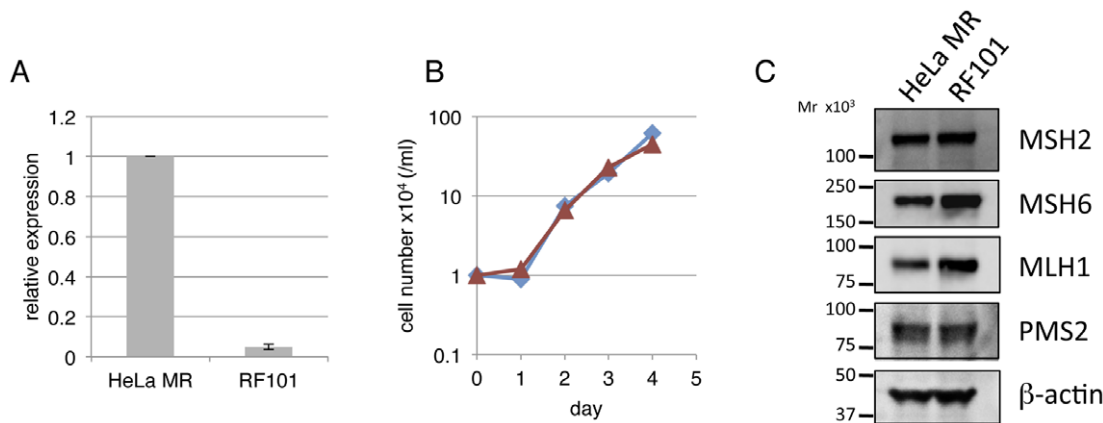 A
relative expression
1.2
1
0.8
0.6
0.4
0.2
0
HeLa MR
RF101
B
cell number x10⁴ (/ml)
100
10
1
0.1
0
1
2
3
4
5
day
C
HeLa MR
RF101
Mr x10³
100
MSH2
250
150
MSH6
100
75
MLH1
100
75
PMS2
50
37
β-actin